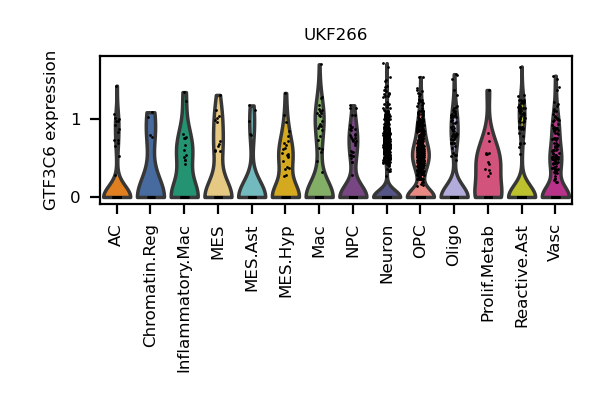 UKF266
GTF3C6 expression
1
0
AC
Chromatin.Reg
Inflammatory.Mac
MES
MES.Ast
MES.Hyp
Mac
NPC
Neuron
OPC
Oligo
Prolif.Metab
Reactive.Ast
Vasc